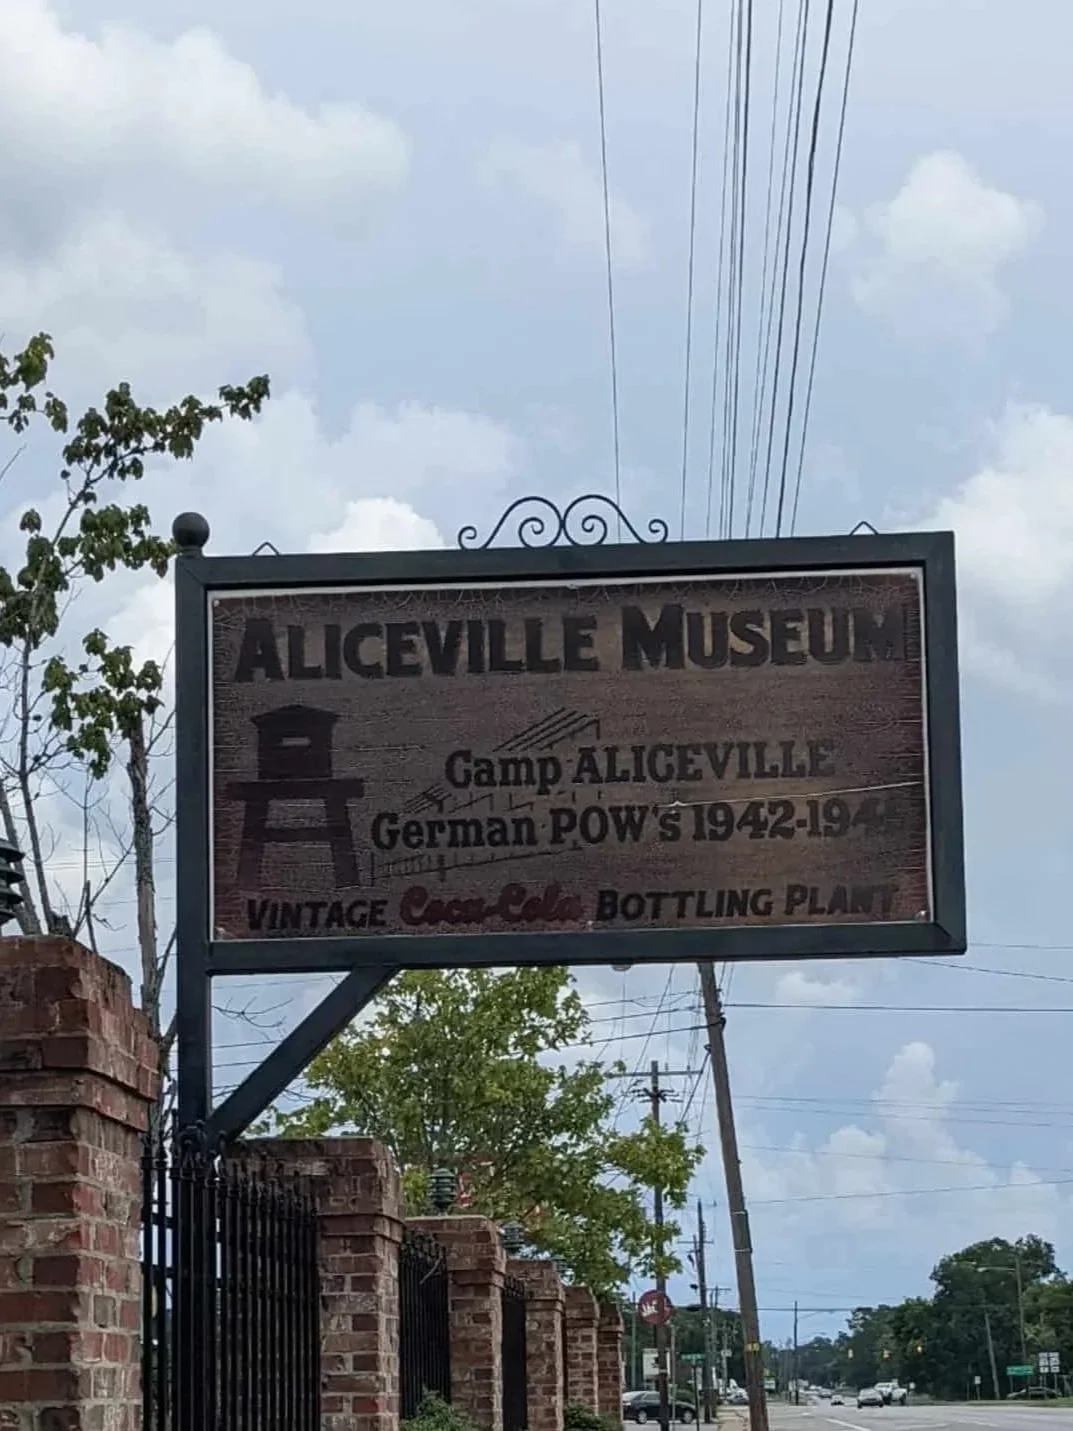 ALICEVILLE MUSEUM
Camp ALICEVILLE
German POW's 1942-194
VINTAGE Coca-Cola BOTTLING PLANT